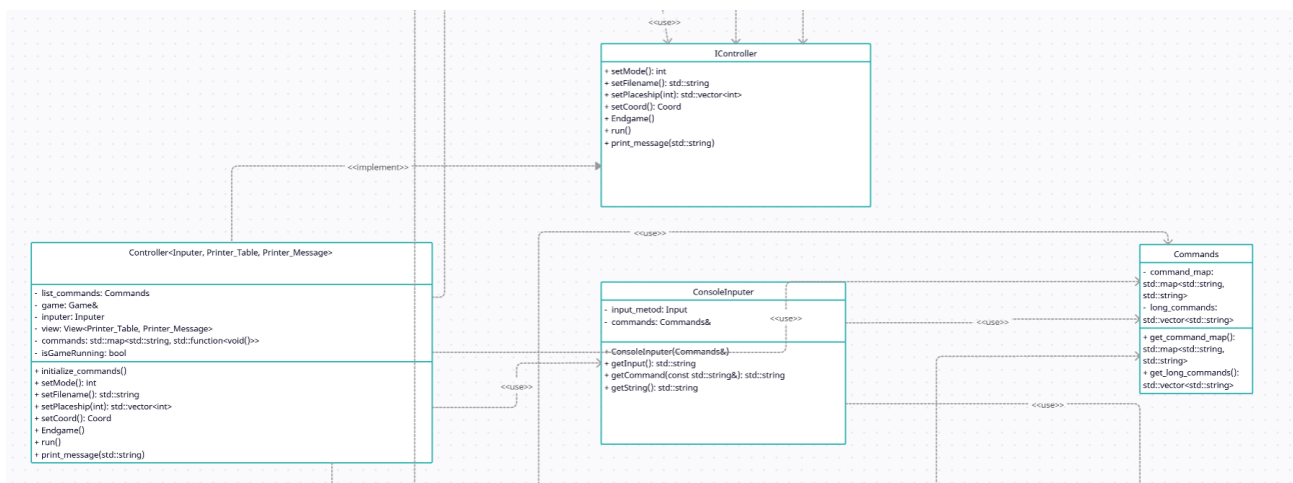 <<use>>
IController
+ setMode(): int
+ setFilename(): std::string
+ setPlaceship(int): std::vector<int>
+ setCoord(): Coord
+ Endgame()
+ run()
+ print_message(std::string)
<<implement>>
<<use>>
Controller<Inputer, Printer_Table, Printer_Message>
- list_commands: Commands
- game: Game&
- inputer: Inputer
- view: View<Printer_Table, Printer_Message>
- commands: std::map<std::string, std::function<void()>>
- isGameRunning: bool
+ initialize_commands()
+ setMode(): int
+ setFilename(): std::string
+ setPlaceship(int): std::vector<int>
+ setCoord(): Coord
+ Endgame()
+ run()
+ print_message(std::string)
<<use>>
ConsoleInputer
- input_metod: Input
- commands: Commands&
<<use>>
+ ConsoleInputer(Commands&)
+ getInput(): std::string
+ getCommand(const std::string&): std::string
+ getString(): std::string
<<use>>
<<use>>
Commands
- command_map:
std::map<std::string,
std::string>
- long_commands:
std::vector<std::string>
+ get_command_map():
std::map<std::string,
std::string>
+ get_long_commands():
std::vector<std::string>